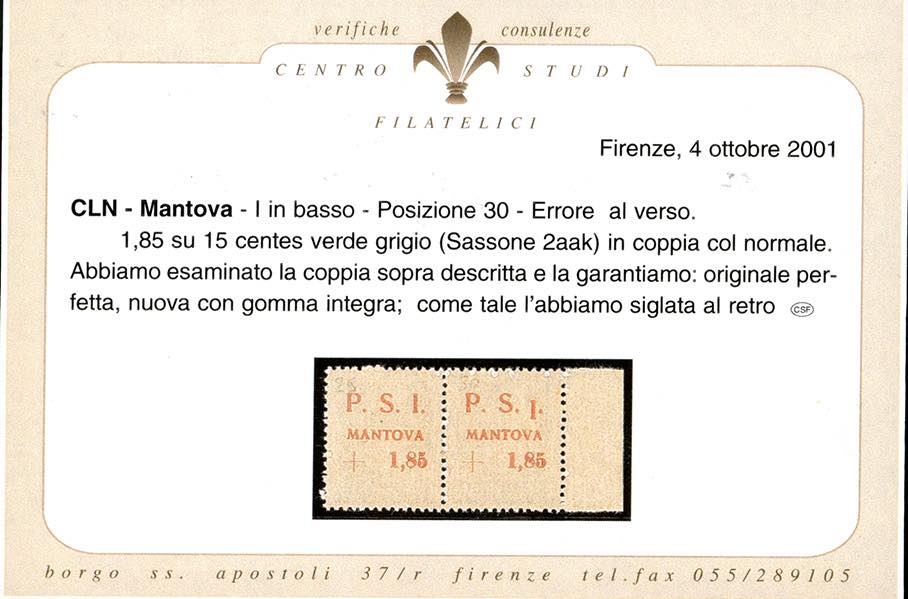 verifiche consulenze
CENTRO STUDI
FILATELICI
Firenze, 4 ottobre 2001
CLN - Mantova - I in basso - Posizione 30 - Errore al verso.
1,85 su 15 centes verde grigio (Sassone 2aak) in coppia col normale.
Abbiamo esaminato la coppia sopra descritta e la garantiamo: originale per-
fetta, nuova con gomma integra; come tale l'abbiamo siglata al retro CSF
29 30
P. S. I. P. S. I.
MANTOVA MANTOVA
+ 1,85 + 1,85
borgo ss. apostoli 37/r firenze tel.fax 055/289105